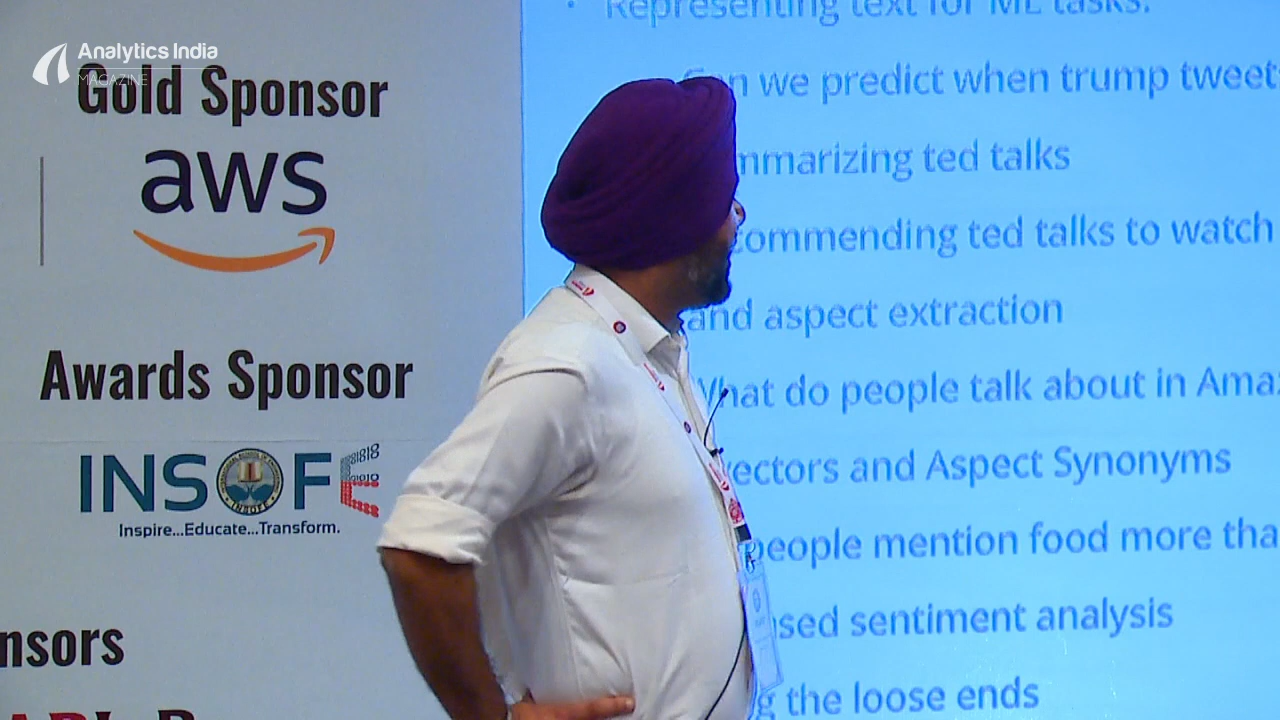 Analytics India
MAGAZINE
Gold Sponsor
aws
Awards Sponsor
INSOFE
Inspire...Educate...Transform.
nsors
Representing text for ML tasks.
we predict when trump tweet
mmarizing ted talks
commending ted talks to watch
and aspect extraction
What do people talk about in Ama
vectors and Aspect Synonyms
people mention food more tha
sed sentiment analysis
g the loose ends